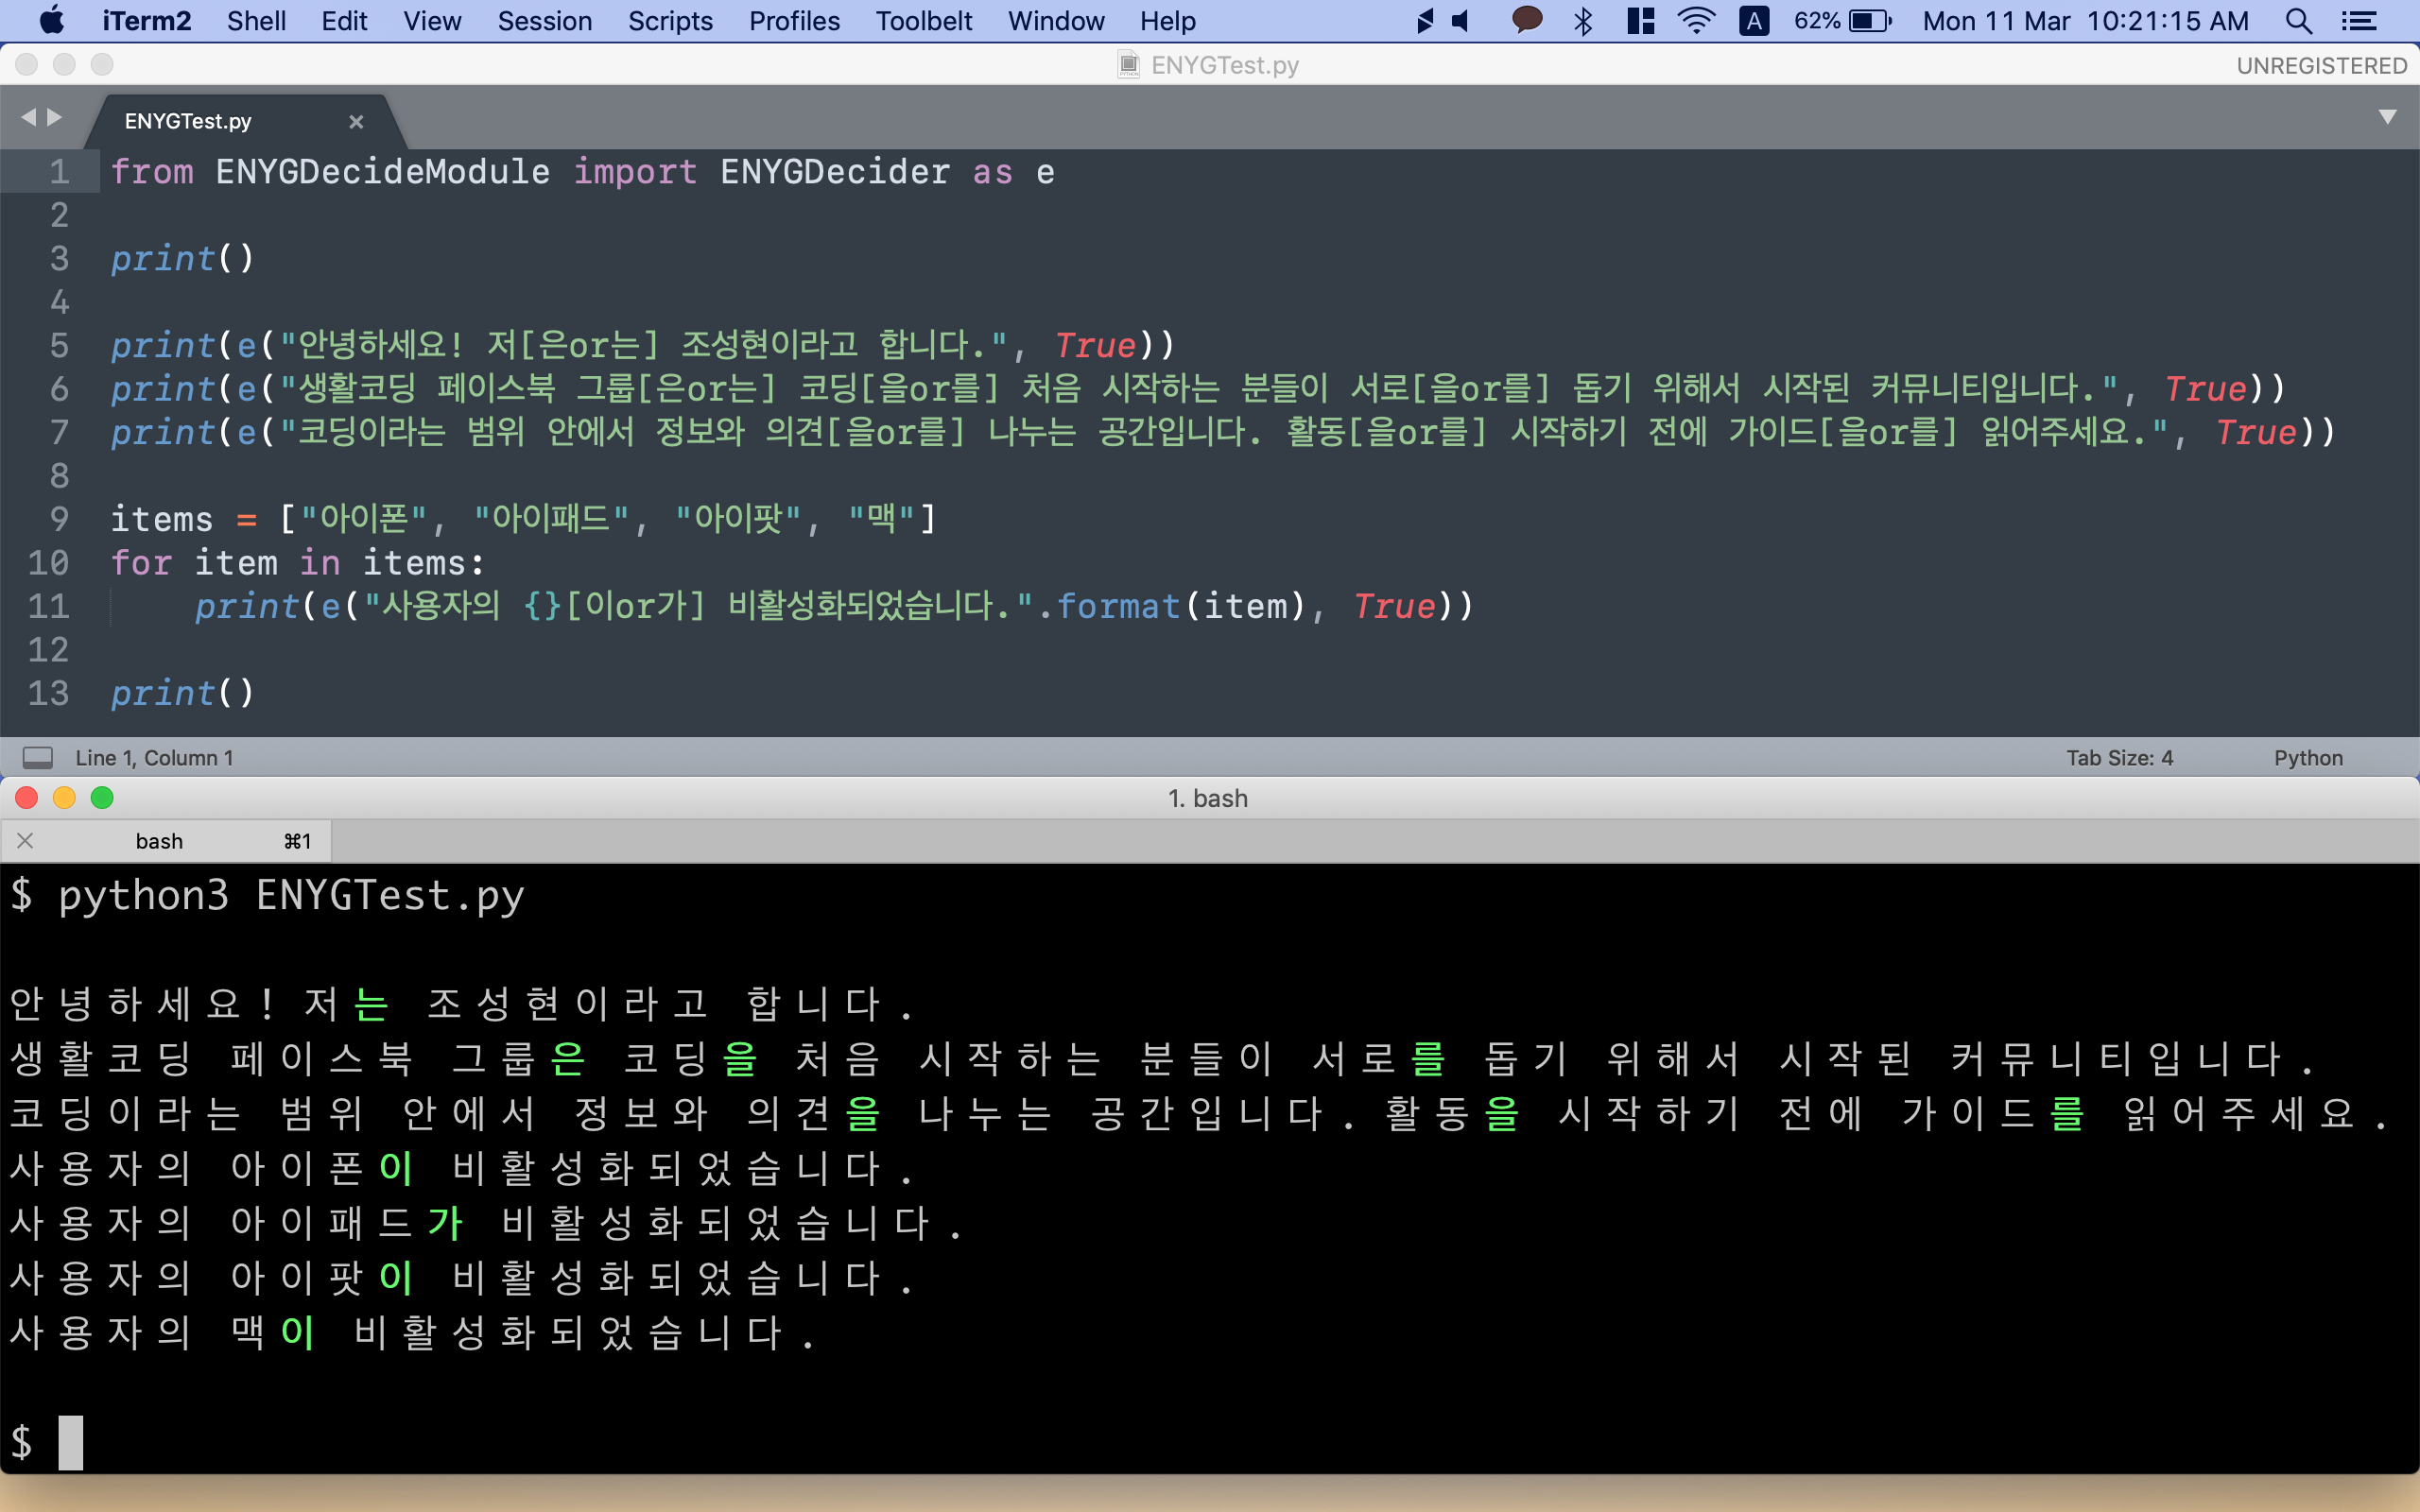 iTerm2 Shell Edit View Session Scripts Profiles Toolbelt Window Help A 62% Mon 11 Mar 10:21:15 AM
ENYGTest.py UNREGISTERED
ENYGTest.py ×
1 from ENYGDecideModule import ENYGDecider as e
2
3 print()
4
5 print(e("안녕하세요! 저[은or는] 조성현이라고 합니다.", True))
6 print(e("생활코딩 페이스북 그룹[은or는] 코딩[을or를] 처음 시작하는 분들이 서로[을or를] 돕기 위해서 시작된 커뮤니티입니다.", True))
7 print(e("코딩이라는 범위 안에서 정보와 의견[을or를] 나누는 공간입니다. 활동[을or를] 시작하기 전에 가이드[을or를] 읽어주세요.", True))
8
9 items = ["아이폰", "아이패드", "아이팟", "맥"]
10 for item in items:
11     print(e("사용자의 {}[이or가] 비활성화되었습니다.".format(item), True))
12
13 print()
Line 1, Column 1 Tab Size: 4 Python
1. bash
bash ⌘1
$ python3 ENYGTest.py
안녕하세요! 저는 조성현이라고 합니다.
생활코딩 페이스북 그룹은 코딩을 처음 시작하는 분들이 서로를 돕기 위해서 시작된 커뮤니티입니다.
코딩이라는 범위 안에서 정보와 의견을 나누는 공간입니다. 활동을 시작하기 전에 가이드를 읽어주세요.
사용자의 아이폰이 비활성화되었습니다.
사용자의 아이패드가 비활성화되었습니다.
사용자의 아이팟이 비활성화되었습니다.
사용자의 맥이 비활성화되었습니다.
$